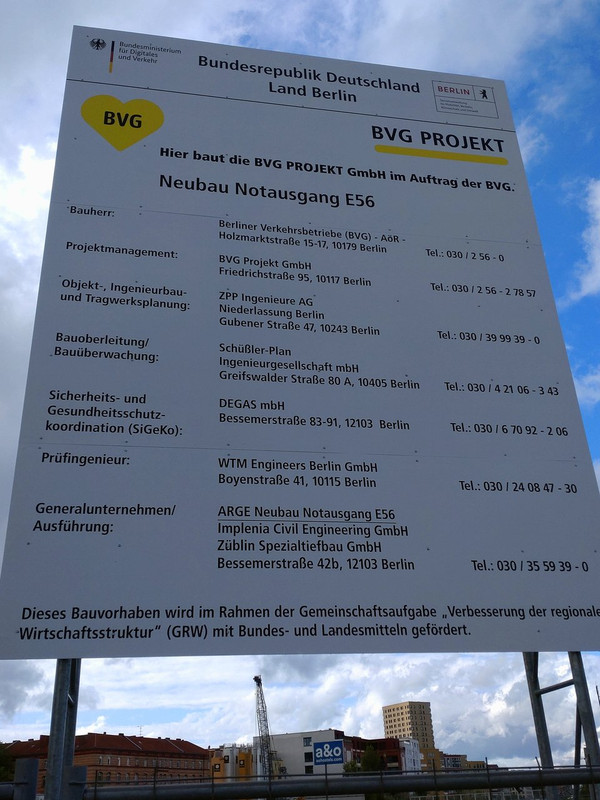 Bundesministerium
für Digitales
und Verkehr
Bundesrepublik Deutschland
Land Berlin
BERLIN
BVG
BVG PROJEKT
Hier baut die BVG PROJEKT GmbH im Auftrag der BVG.
Neubau Notausgang E56
Bauherr:
Berliner Verkehrsbetriebe (BVG) - AöR -
Holzmarktstraße 15-17, 10179 Berlin
Tel.: 030 / 2 56 - 0
Projektmanagement:
BVG Projekt GmbH
Friedrichstraße 95, 10117 Berlin
Tel.: 030 / 2 56 - 2 78 57
Objekt-, Ingenieurbau-
und Tragwerksplanung:
ZPP Ingenieure AG
Niederlassung Berlin
Gubener Straße 47, 10243 Berlin
Tel.: 030 / 39 99 39 - 0
Bauoberleitung/
Bauüberwachung:
Schüßler-Plan
Ingenieurgesellschaft mbH
Greifswalder Straße 80 A, 10405 Berlin
Tel.: 030 / 4 21 06 - 3 43
Sicherheits- und
Gesundheitsschutz-
koordination (SiGeKo):
DEGAS mbH
Bessemerstraße 83-91, 12103 Berlin
Tel.: 030 / 6 70 92 - 2 06
Prüfingenieur:
WTM Engineers Berlin GmbH
Boyenstraße 41, 10115 Berlin
Tel.: 030 / 24 08 47 - 30
Generalunternehmen/
Ausführung:
ARGE Neubau Notausgang E56
Implenia Civil Engineering GmbH
Züblin Spezialtiefbau GmbH
Bessemerstraße 42b, 12103 Berlin
Tel.: 030 / 35 59 39 - 0
Dieses Bauvorhaben wird im Rahmen der Gemeinschaftsaufgabe „Verbesserung der regionale
Wirtschaftsstruktur“ (GRW) mit Bundes- und Landesmitteln gefördert.
a&o